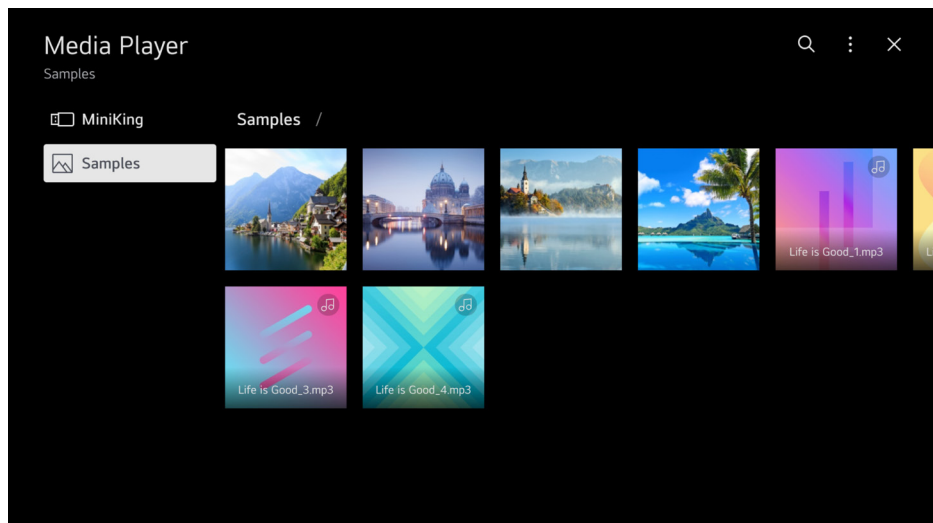 Media Player
Samples
MiniKing
Samples /
Samples
Life is Good_1.mp3
L
Life is Good_3.mp3
Life is Good_4.mp3